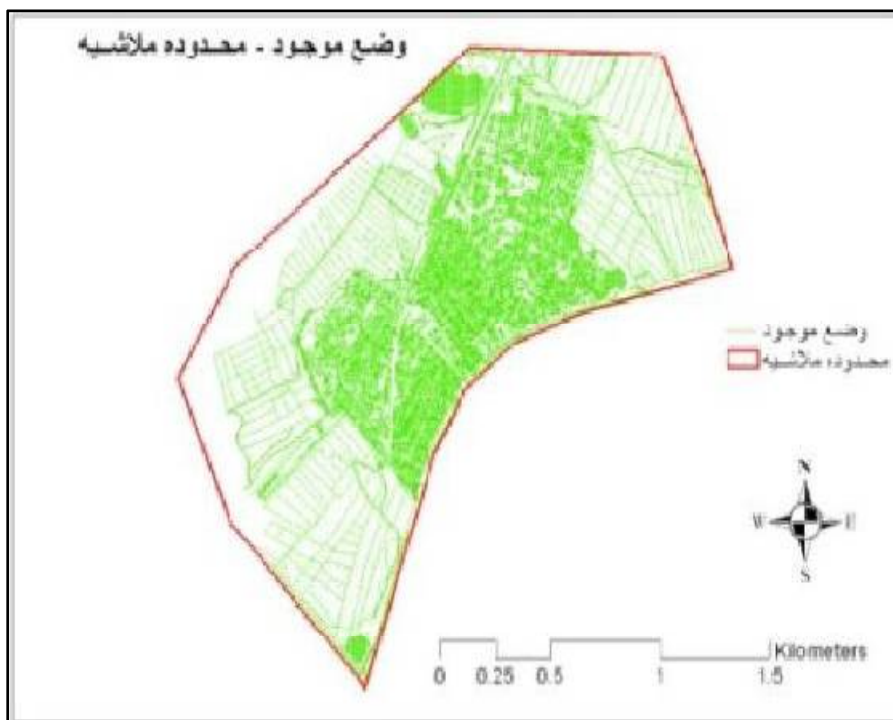 وضع موجود - محدوده ملاشیه
وضع موجود
محدوده ملاشیه
N
W E
S
Kilometers
0 0.25 0.5 1 1.5